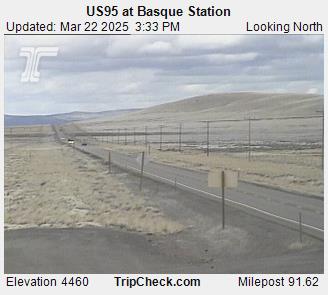 US95 at Basque Station
Updated: Mar 22 2025 3:33 PM Looking North
Elevation 4460 TripCheck.com Milepost 91.62